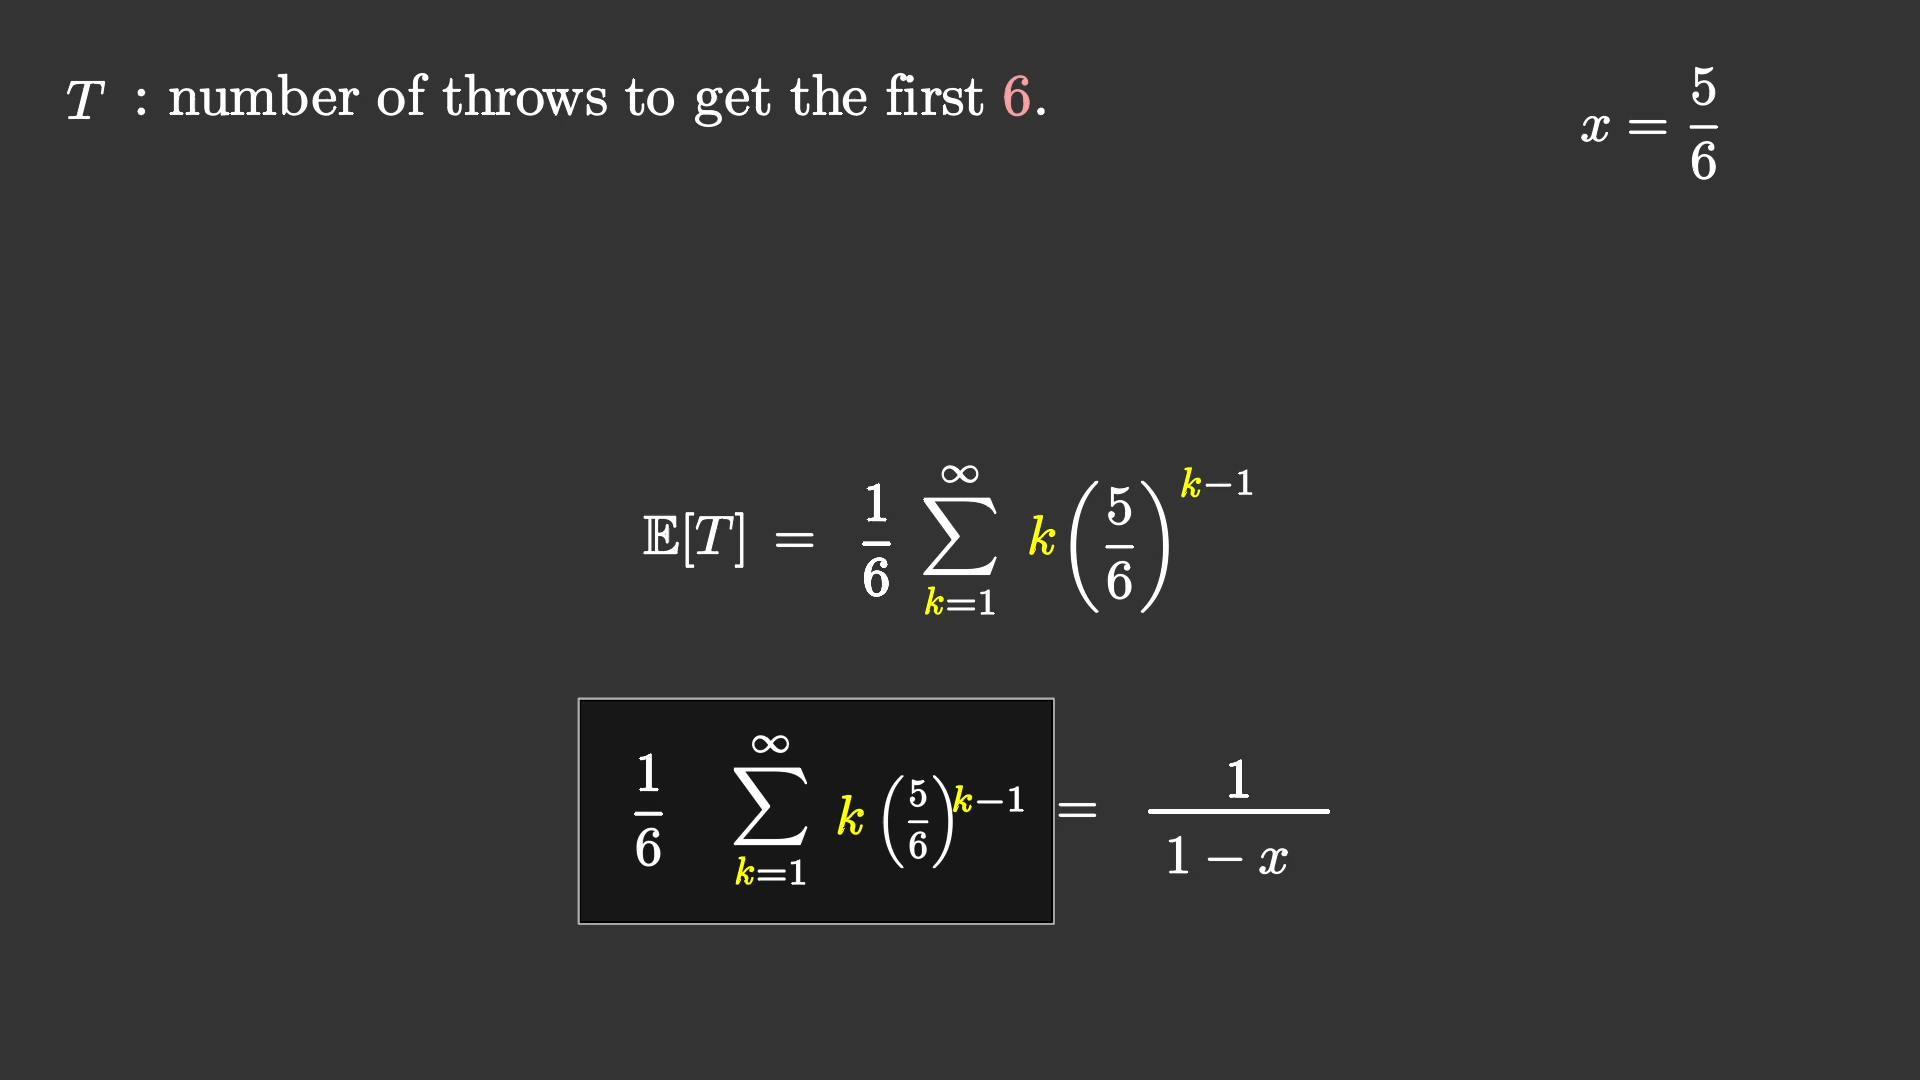 T : number of throws to get the first 6.
x = 5/6
𝔼[T] = 1/6 ∑_{k=1}^{∞} k (5/6)^{k−1}
1/6 ∑_{k=1}^{∞} k (5/6)^{k−1} = 1/(1 − x)